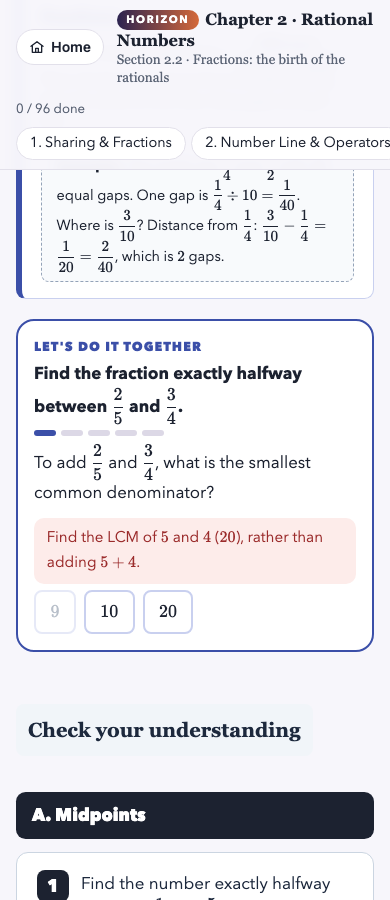 Home
HORIZON Chapter 2 · Rational
Numbers
Section 2.2 · Fractions: the birth of the
rationals
0 / 96 done
1. Sharing & Fractions
2. Number Line & Operators
4 2
equal gaps. One gap is 1/4 ÷ 10 = 1/40.
Where is 3/10? Distance from 1/4: 3/10 − 1/4 =
1/20 = 2/40, which is 2 gaps.
LET'S DO IT TOGETHER
Find the fraction exactly halfway
between 2/5 and 3/4.
To add 2/5 and 3/4, what is the smallest
common denominator?
Find the LCM of 5 and 4 (20), rather than
adding 5 + 4.
9 10 20
Check your understanding
A. Midpoints
1 Find the number exactly halfway